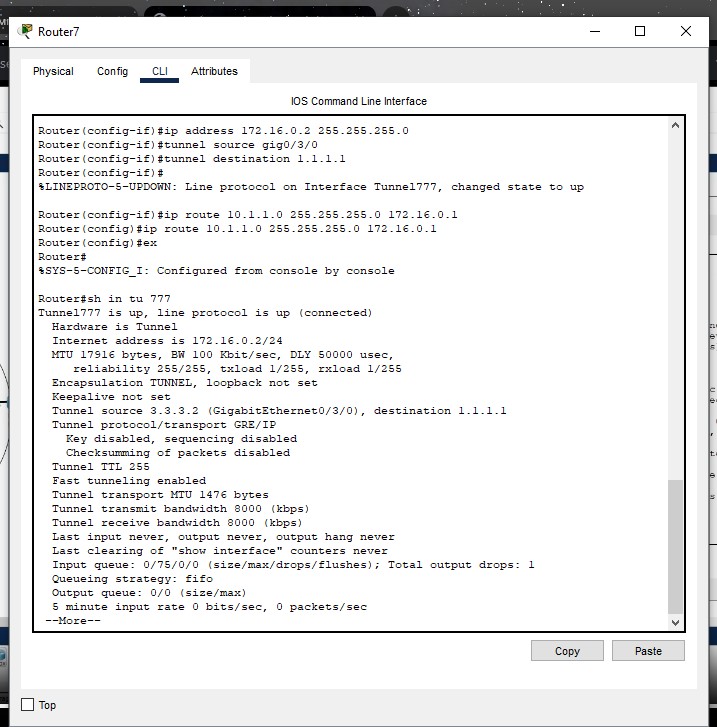 Router7
Physical Config CLI Attributes
IOS Command Line Interface
Router(config-if)#ip address 172.16.0.2 255.255.255.0
Router(config-if)#tunnel source gig0/3/0
Router(config-if)#tunnel destination 1.1.1.1
Router(config-if)#
%LINEPROTO-5-UPDOWN: Line protocol on Interface Tunnel777, changed state to up
Router(config-if)#ip route 10.1.1.0 255.255.255.0 172.16.0.1
Router(config)#ip route 10.1.1.0 255.255.255.0 172.16.0.1
Router(config)#ex
Router#
%SYS-5-CONFIG_I: Configured from console by console
Router#sh in tu 777
Tunnel777 is up, line protocol is up (connected)
Hardware is Tunnel
Internet address is 172.16.0.2/24
MTU 17916 bytes, BW 100 Kbit/sec, DLY 50000 usec,
reliability 255/255, txload 1/255, rxload 1/255
Encapsulation TUNNEL, loopback not set
Keepalive not set
Tunnel source 3.3.3.2 (GigabitEthernet0/3/0), destination 1.1.1.1
Tunnel protocol/transport GRE/IP
Key disabled, sequencing disabled
Checksumming of packets disabled
Tunnel TTL 255
Fast tunneling enabled
Tunnel transport MTU 1476 bytes
Tunnel transmit bandwidth 8000 (kbps)
Tunnel receive bandwidth 8000 (kbps)
Last input never, output never, output hang never
Last clearing of "show interface" counters never
Input queue: 0/75/0/0 (size/max/drops/flushes); Total output drops: 1
Queueing strategy: fifo
Output queue: 0/0 (size/max)
5 minute input rate 0 bits/sec, 0 packets/sec
--More--
Copy Paste
Top